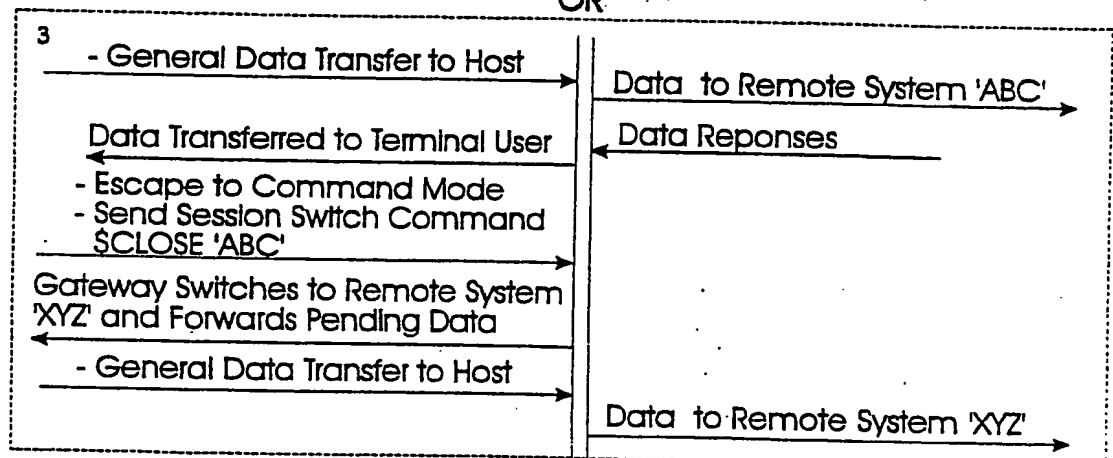 OR
3
- General Data Transfer to Host
Data to Remote System 'ABC'
Data Transferred to Terminal User
Data Reponses
- Escape to Command Mode
- Send Session Switch Command
$CLOSE 'ABC'
Gateway Switches to Remote System
'XYZ' and Forwards Pending Data
- General Data Transfer to Host
Data to Remote System 'XYZ'